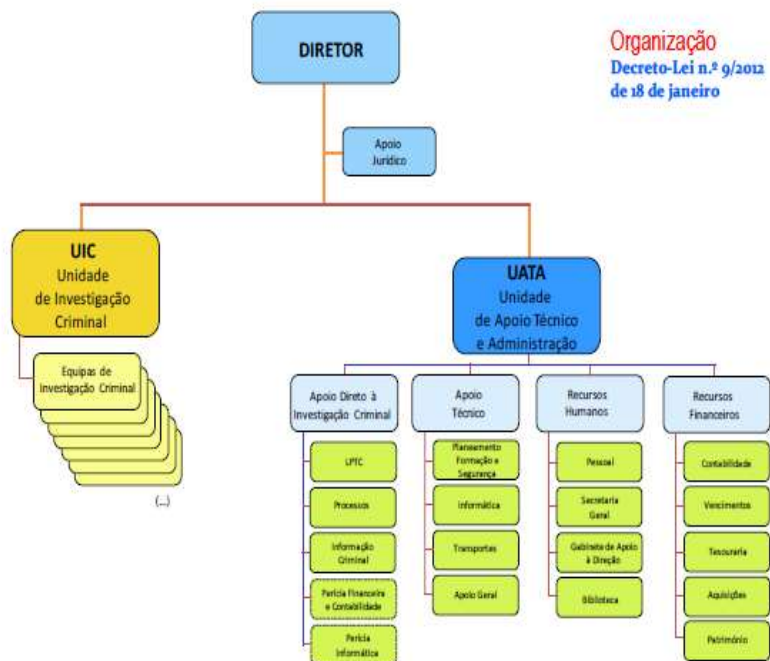 DIRETOR
Organização
Decreto-Lei n.º 9/2012
de 18 de janeiro
Apoio
Jurídico
UIC
Unidade
de Investigação
Criminal
UATA
Unidade
de Apoio Técnico
e Administração
Equipas de
Investigação Criminal
(...)
Apoio Direto à
Investigação Criminal
LPTC
Processos
Informação
Criminal
Perícia Financeira
e Contabilidade
Perícia
Informática
Apoio
Técnico
Planeamento
Formação e
Segurança
Informática
Transportes
Apoio Geral
Recursos
Humanos
Pessoal
Secretaria
Geral
Gabinete de Apoio
à Direção
Biblioteca
Recursos
Financeiros
Contabilidade
Vencimentos
Tesouraria
Aquisições
Património